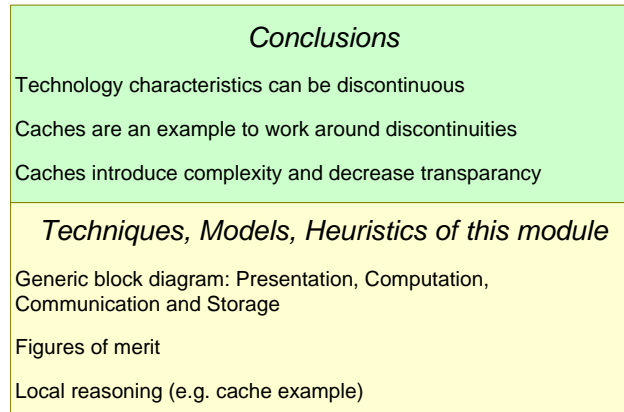 Conclusions
Technology characteristics can be discontinuous
Caches are an example to work around discontinuities
Caches introduce complexity and decrease transparancy
Techniques, Models, Heuristics of this module
Generic block diagram: Presentation, Computation,
Communication and Storage
Figures of merit
Local reasoning (e.g. cache example)